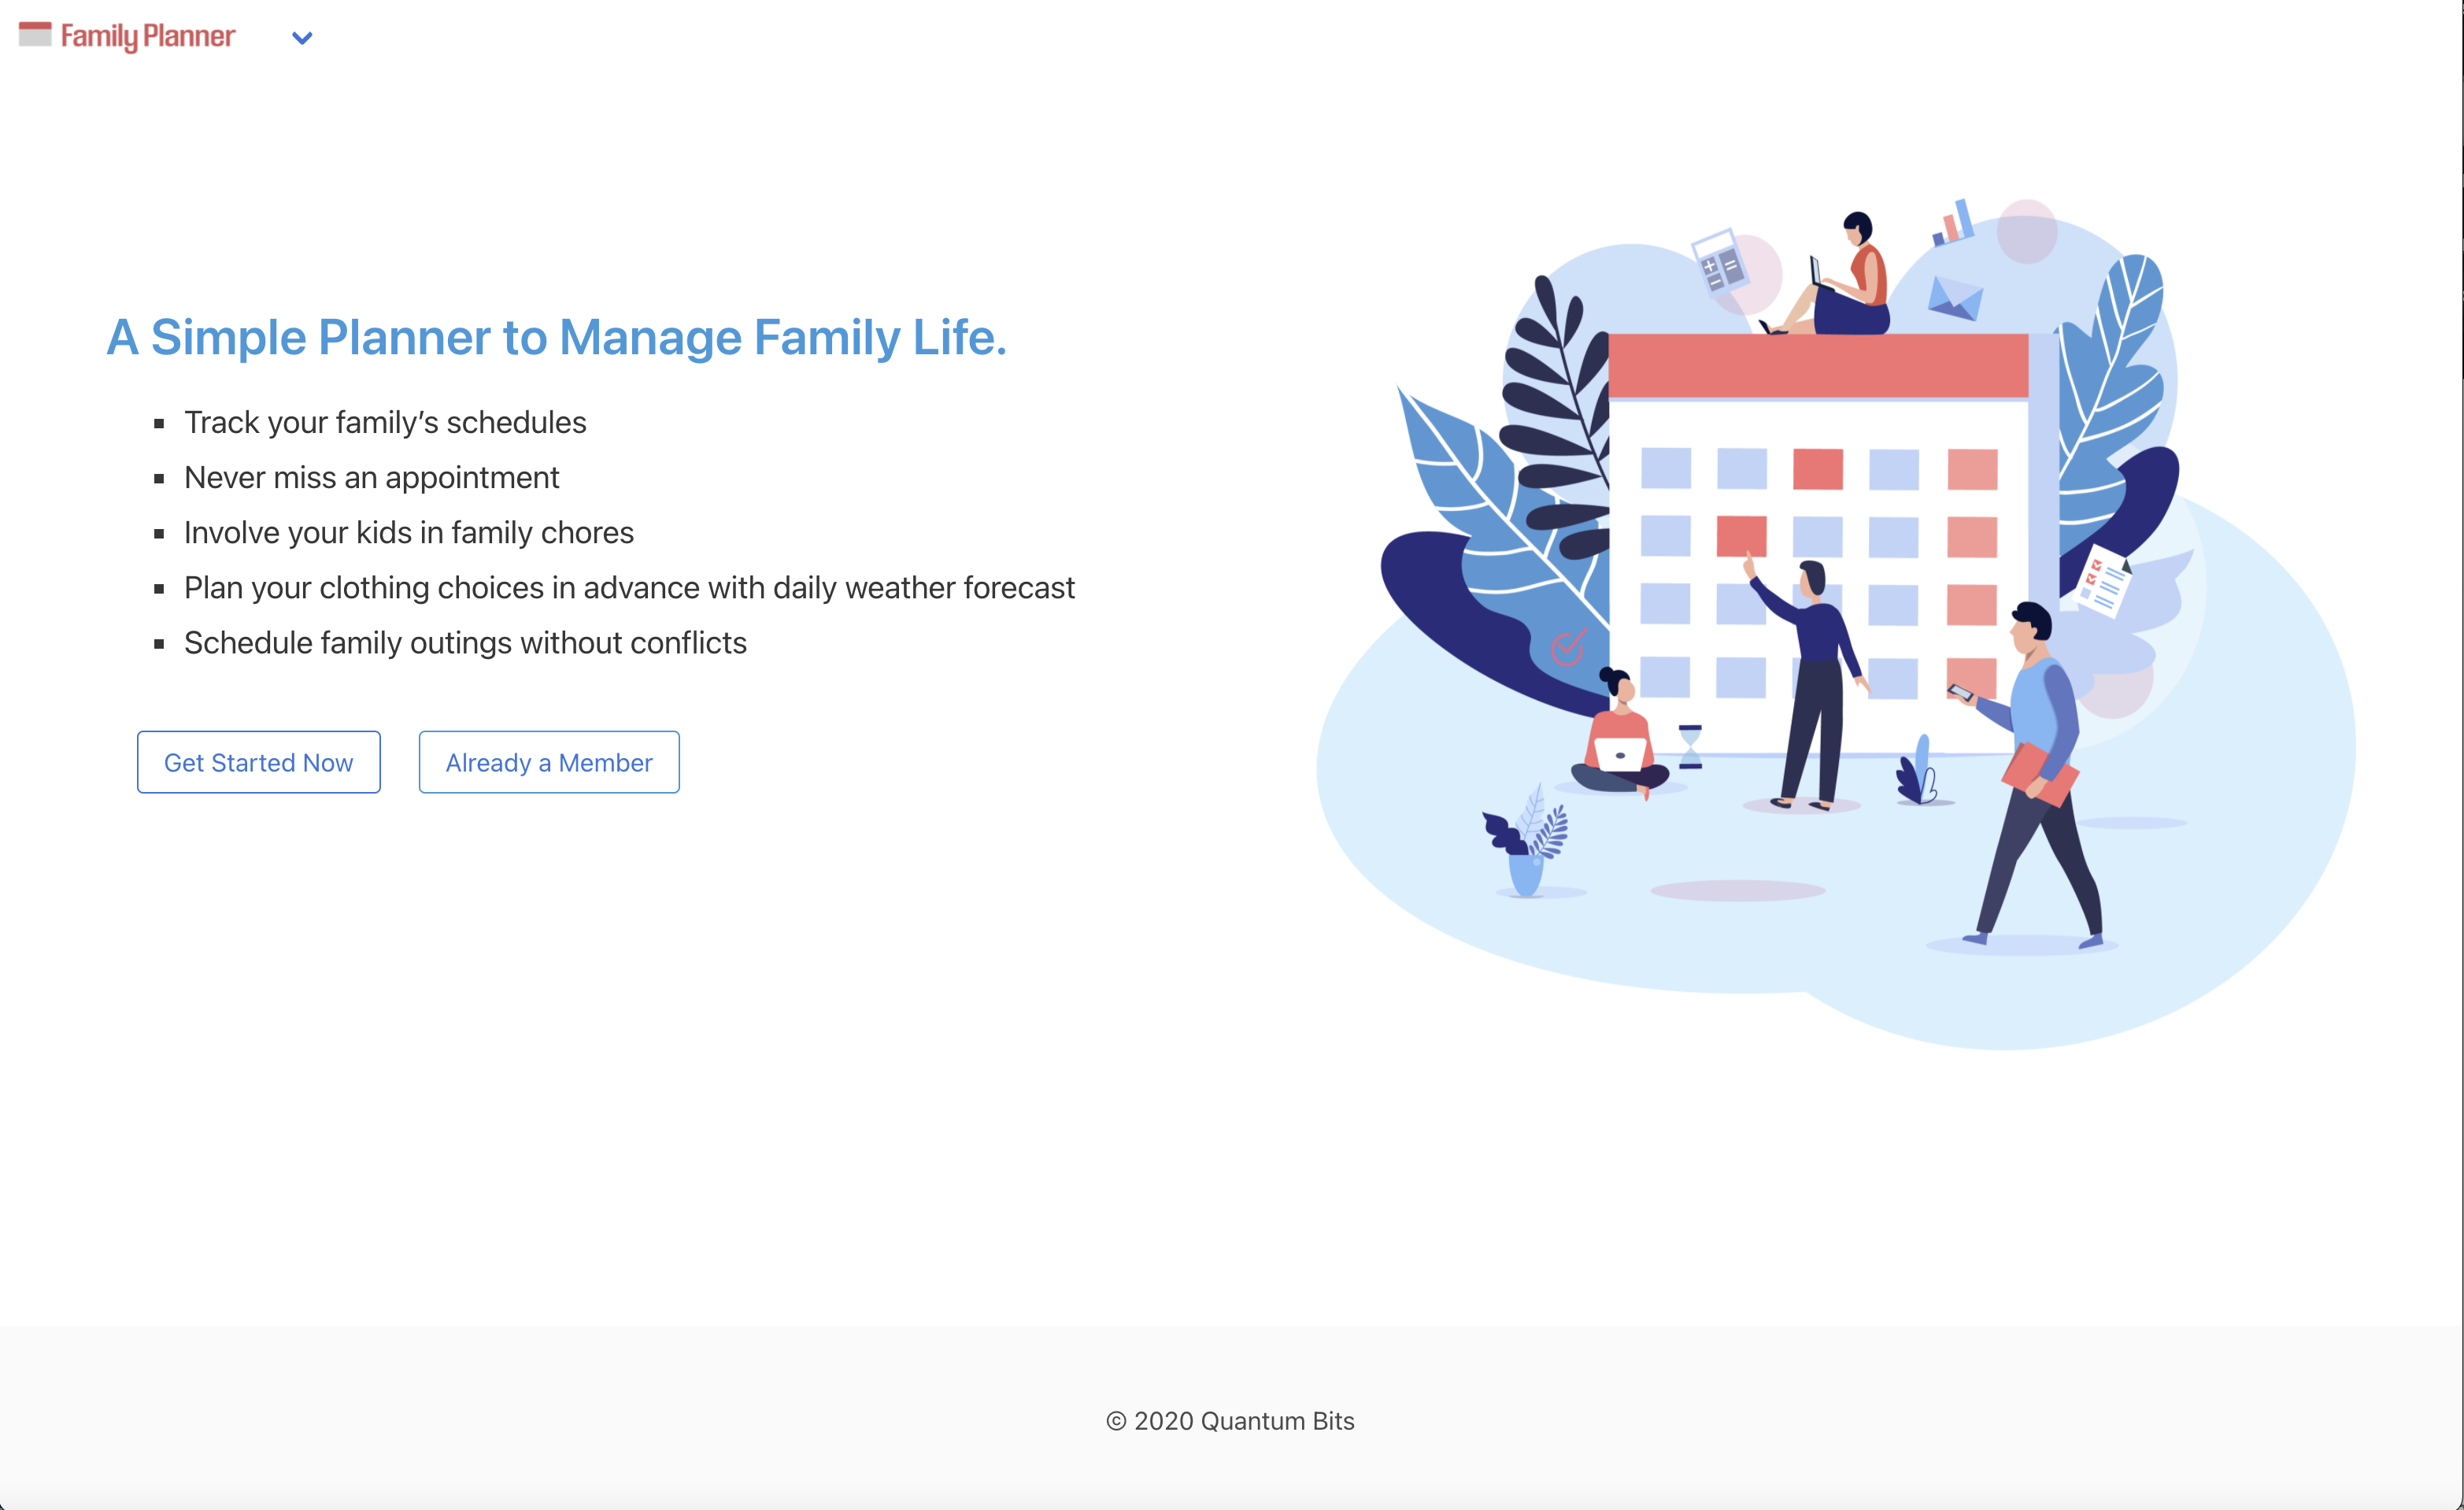 Family Planner
A Simple Planner to Manage Family Life.
Track your family’s schedules
Never miss an appointment
Involve your kids in family chores
Plan your clothing choices in advance with daily weather forecast
Schedule family outings without conflicts
Get Started Now
Already a Member
© 2020 Quantum Bits